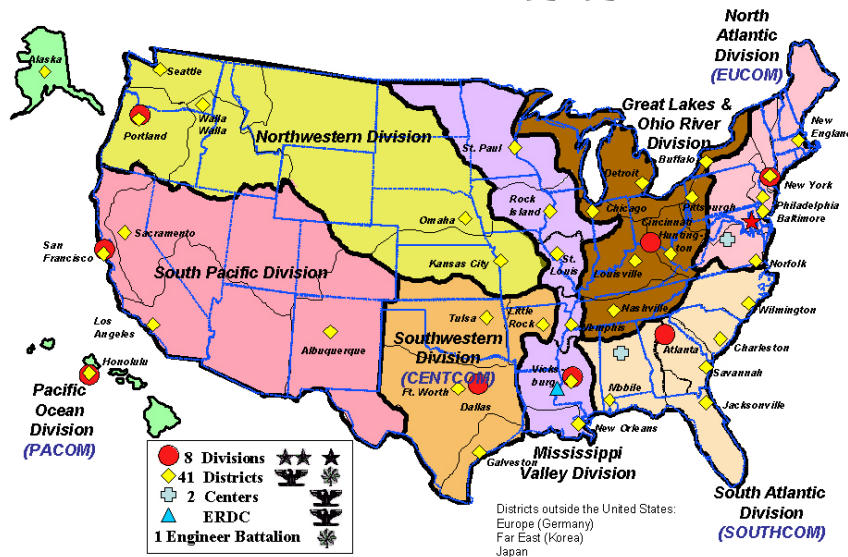 North
Atlantic
Division
(EUCOM)
Alaska
Seattle
Walla
Walla
Portland
Northwestern Division
Great Lakes &
Ohio River
Division
St. Paul
Buffalo
New
England
Detroit
New York
Rock
Island
Chicago
Pittsburgh
Philadelphia
Baltimore
Omaha
Cincinnati
Hunting-
ton
Sacramento
San
Francisco
South Pacific Division
Kansas City
St.
Louis
Louisville
Norfolk
Nashville
Wilmington
Los
Angeles
Albuquerque
Tulsa
Little
Rock
Memphis
Southwestern
Division
(CENTCOM)
Atlanta
Charleston
Savannah
Honolulu
Vicks
burg
Mobile
Ft. Worth
Dallas
Jacksonville
Pacific
Ocean
Division
(PACOM)
New Orleans
Galveston
Mississippi
Valley Division
8 Divisions
41 Districts
2 Centers
ERDC
1 Engineer Battalion
Districts outside the United States:
Europe (Germany)
Far East (Korea)
Japan
South Atlantic
Division
(SOUTHCOM)